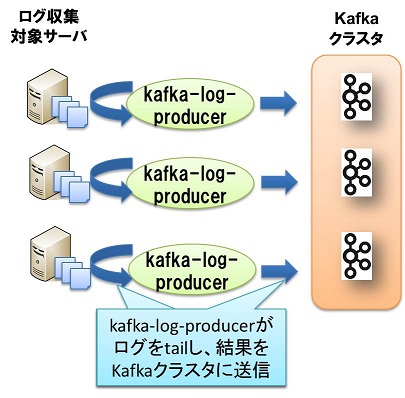 ログ収集
対象サーバ
Kafka
クラスタ
kafka-log-
producer
kafka-log-
producer
kafka-log-
producer
kafka-log-producerが
ログをtailし、結果を
Kafkaクラスタに送信